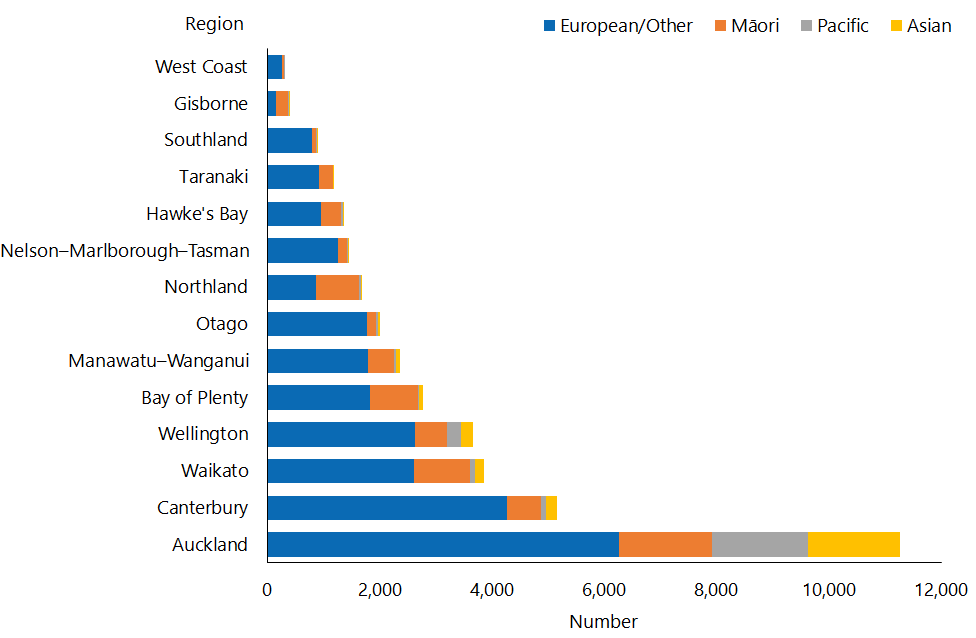 Region
European/Other Māori Pacific Asian
West Coast
Gisborne
Southland
Taranaki
Hawke's Bay
Nelson–Marlborough–Tasman
Northland
Otago
Manawatu–Wanganui
Bay of Plenty
Wellington
Waikato
Canterbury
Auckland
0 2,000 4,000 6,000 8,000 10,000 12,000
Number